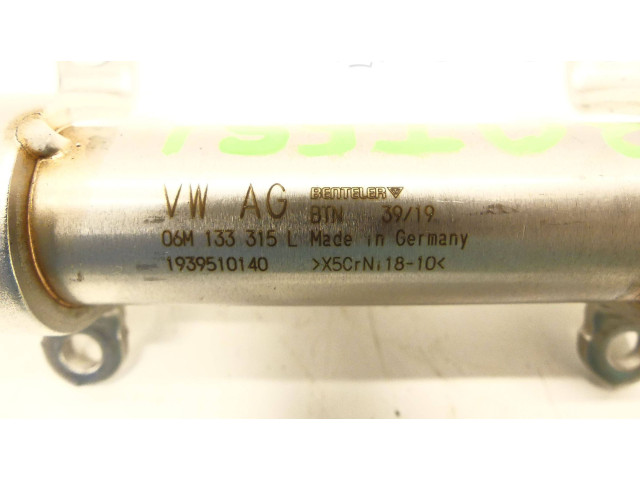 VW AG BENTELER
BTN 39/19
06M 133 315 L Made in Germany
1939510140 >X5CrNi18-10<